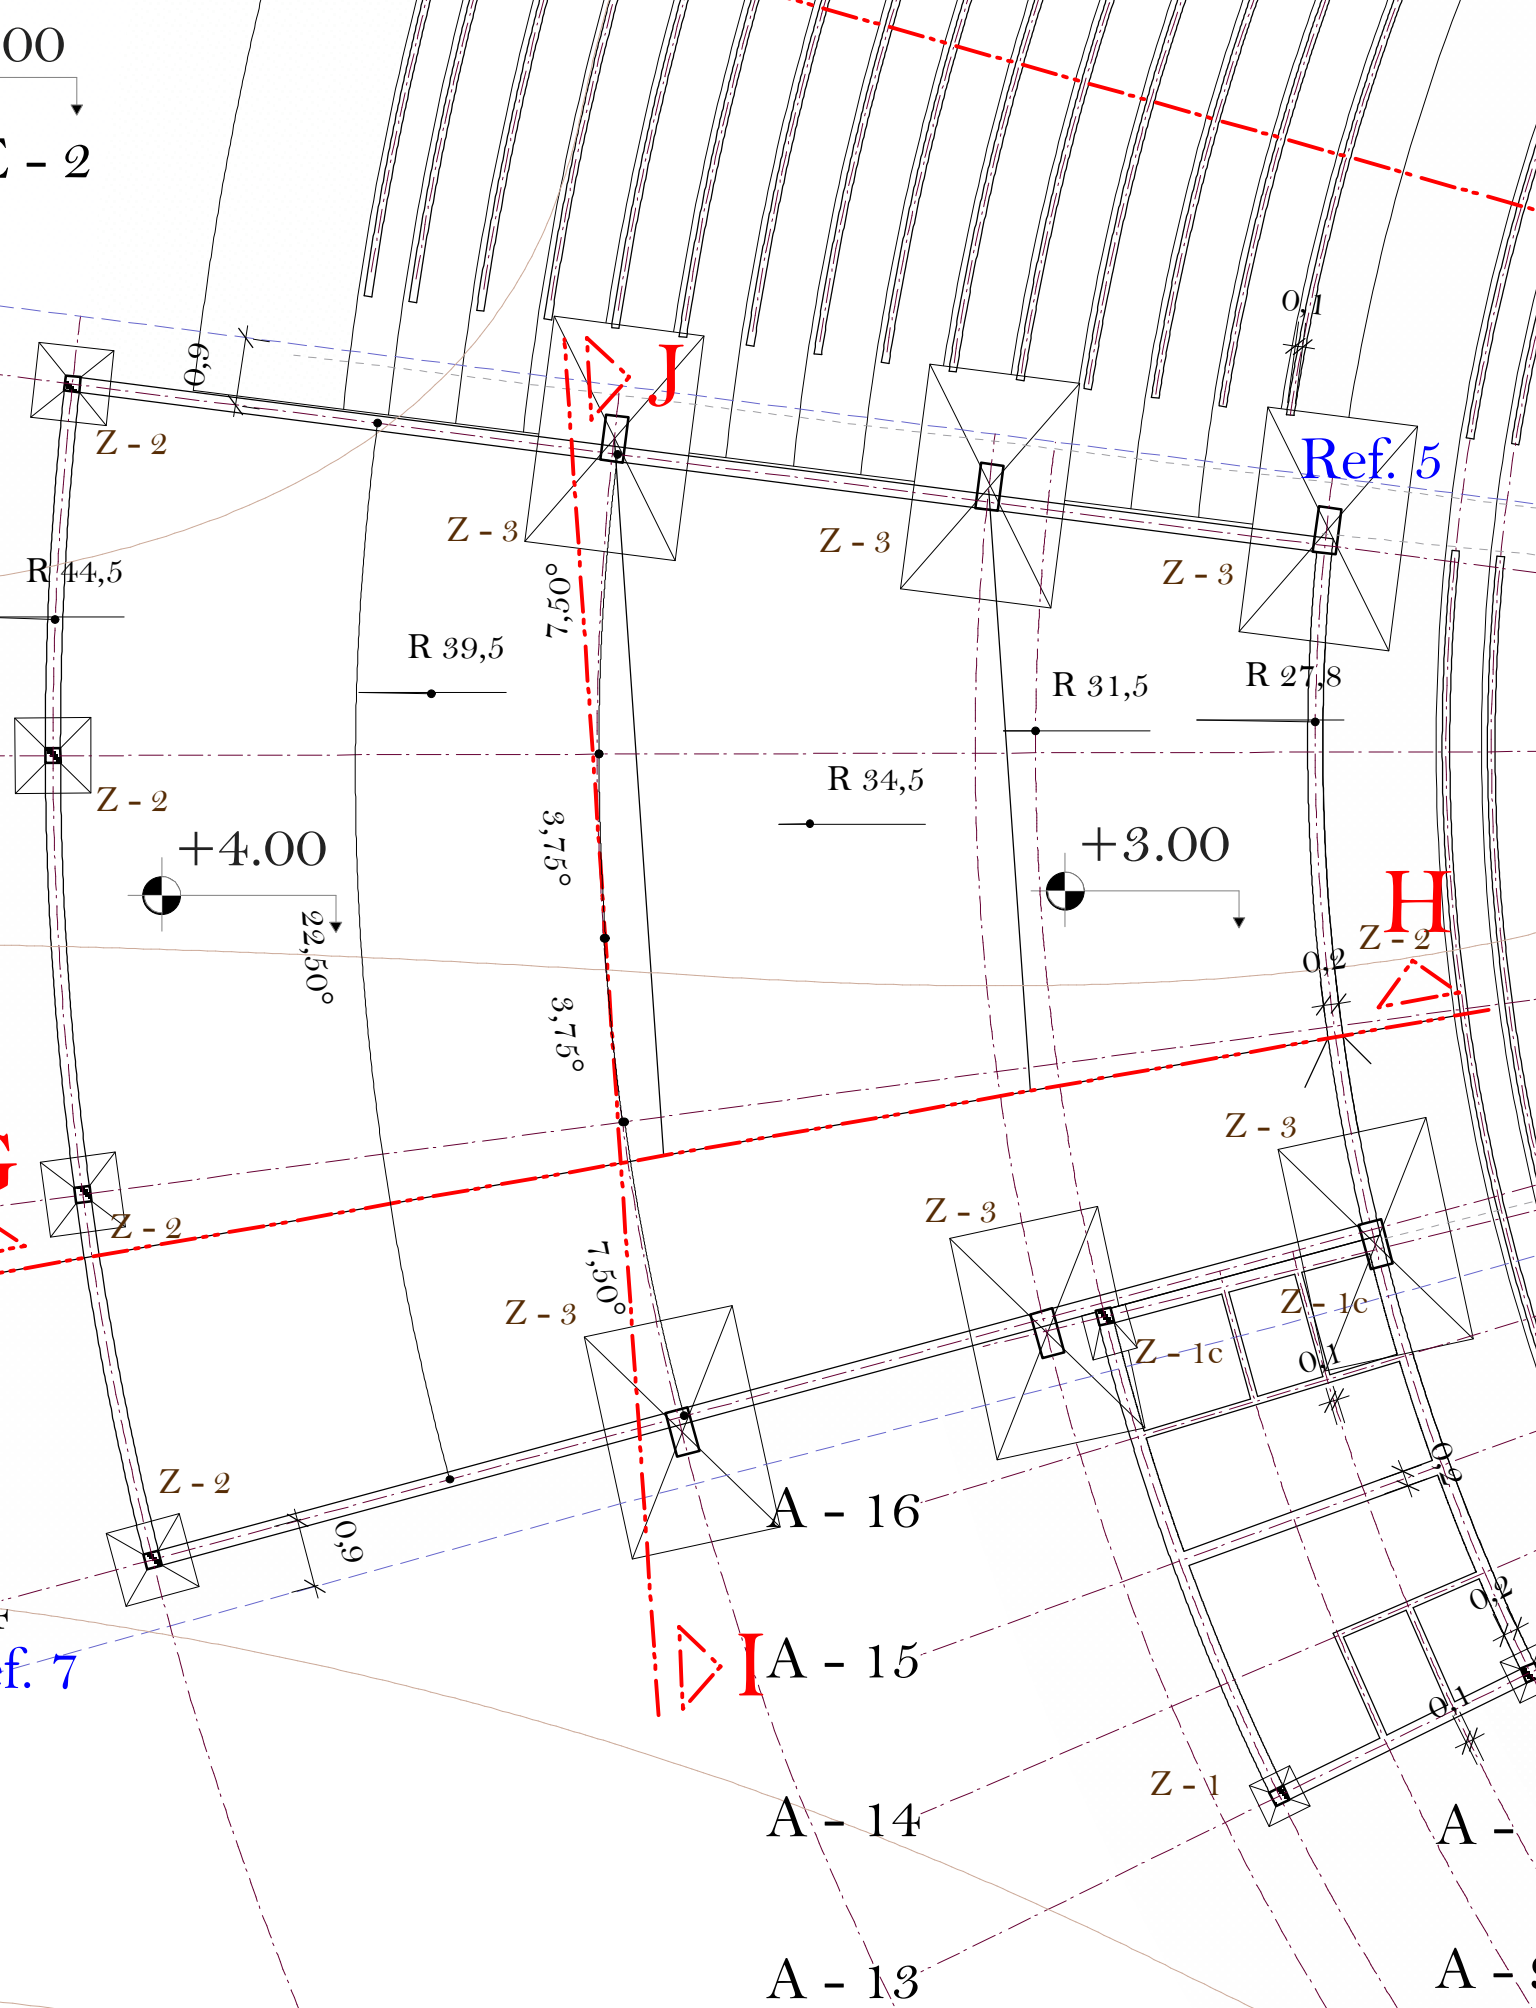 00
- 2
0,1
J
0,9
Z - 2
Ref. 5
Z - 3
Z - 3
Z - 3
R 44,5
7,50°
R 39,5
R 31,5
R 27,8
R 34,5
Z - 2
+4.00
3,75°
+3.00
H
Z - 2
22,50°
0,2
3,75°
Z - 3
G
Z - 2
Z - 3
7,50°
Z - 3
Z - 1c
Z - 1c
0,1
0,2
Z - 2
A - 16
0,9
0,2
ef. 7
I
A - 15
0,1
Z - 1
A - 14
A -
A - 13
A -